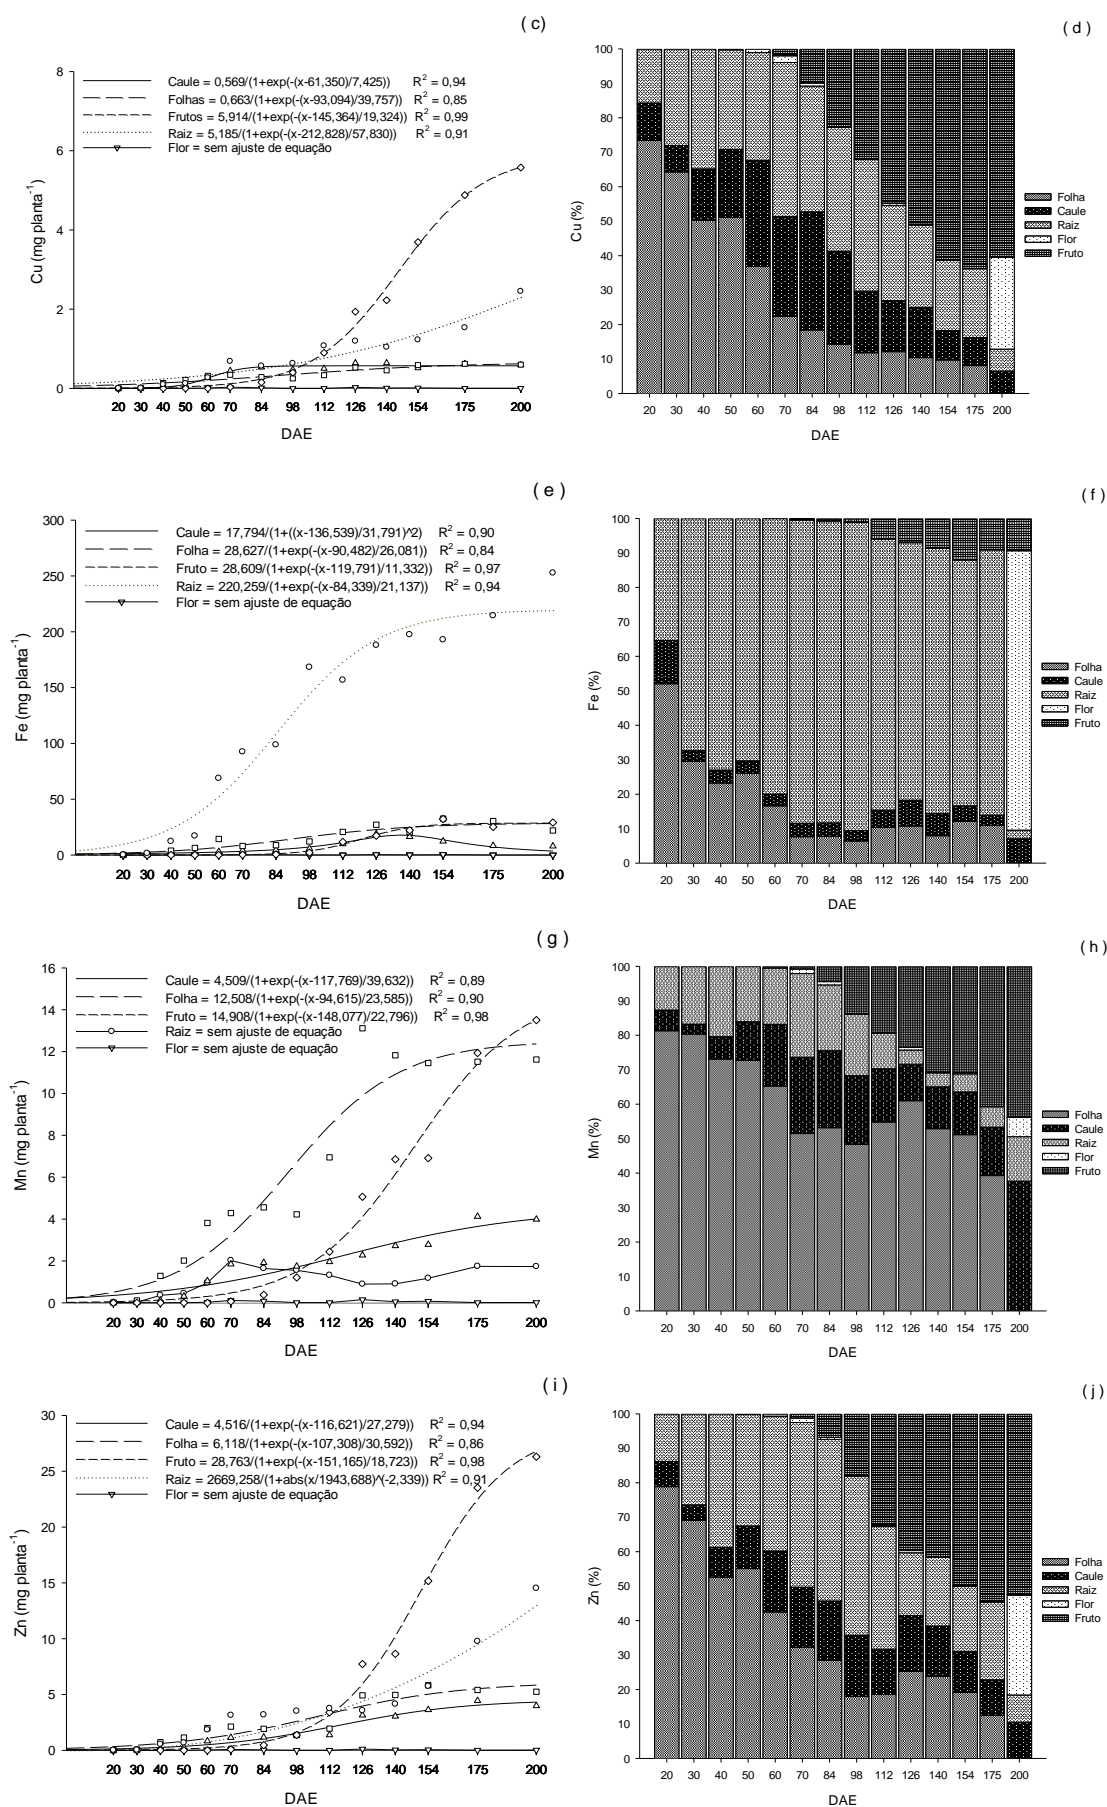 ( c)
8
6
4
2
0
Cu (mg planta-1)
Caule = 0,569/(1+exp(-(x-61,350)/7,425)) R2 = 0,94
Folhas = 0,663/(1+exp(-(x-93,094)/39,757)) R2 = 0,85
Frutos = 5,914/(1+exp(-(x-145,364)/19,324)) R2 = 0,99
Raiz = 5,185/(1+exp(-(x-212,828)/57,830)) R2 = 0,91
Flor = sem ajuste de equação
20 30 40 50 60 70 84 98 112 126 140 154 175 200
DAE
( d )
100
90
80
70
60
50
40
30
20
10
0
Cu (%)
20 30 40 50 60 70 84 98 112 126 140 154 175 200
DAE
Folha
Caule
Raiz
Flor
Fruto
( e )
300
250
200
150
100
50
0
Fe (mg planta-1)
Caule = 17,794/(1+((x-136,539)/31,791)^2) R2 = 0,90
Folha = 28,627/(1+exp(-(x-90,482)/26,081)) R2 = 0,84
Fruto = 28,609/(1+exp(-(x-119,791)/11,332)) R2 = 0,97
Raiz = 220,259/(1+exp(-(x-84,339)/21,137)) R2 = 0,94
Flor = sem ajuste de equação
20 30 40 50 60 70 84 98 112 126 140 154 175 200
DAE
( f )
100
90
80
70
60
50
40
30
20
10
0
Fe (%)
20 30 40 50 60 70 84 98 112 126 140 154 175 200
DAE
Folha
Caule
Raiz
Flor
Fruto
( g )
16
14
12
10
8
6
4
2
0
Mn (mg planta-1)
Caule = 4,509/(1+exp(-(x-117,769)/39,632)) R2 = 0,89
Folha = 12,508/(1+exp(-(x-94,615)/23,585)) R2 = 0,90
Fruto = 14,908/(1+exp(-(x-148,077)/22,796)) R2 = 0,98
Raiz = sem ajuste de equação
Flor = sem ajuste de equação
20 30 40 50 60 70 84 98 112 126 140 154 175 200
DAE
( h )
100
90
80
70
60
50
40
30
20
10
0
Mn (%)
20 30 40 50 60 70 84 98 112 126 140 154 175 200
DAE
Folha
Caule
Raiz
Flor
Fruto
( i )
30
25
20
15
10
5
0
Zn (mg planta-1)
Caule = 4,516/(1+exp(-(x-116,621)/27,279)) R2 = 0,94
Folha = 6,118/(1+exp(-(x-107,308)/30,592)) R2 = 0,86
Fruto = 28,763/(1+exp(-(x-151,165)/18,723)) R2 = 0,98
Raiz = 2669,258/(1+abs(x/1943,688)^(-2,339)) R2 = 0,91
Flor = sem ajuste de equação
20 30 40 50 60 70 84 98 112 126 140 154 175 200
DAE
( j )
100
90
80
70
60
50
40
30
20
10
0
Zn (%)
20 30 40 50 60 70 84 98 112 126 140 154 175 200
DAE
Folha
Caule
Raiz
Flor
Fruto